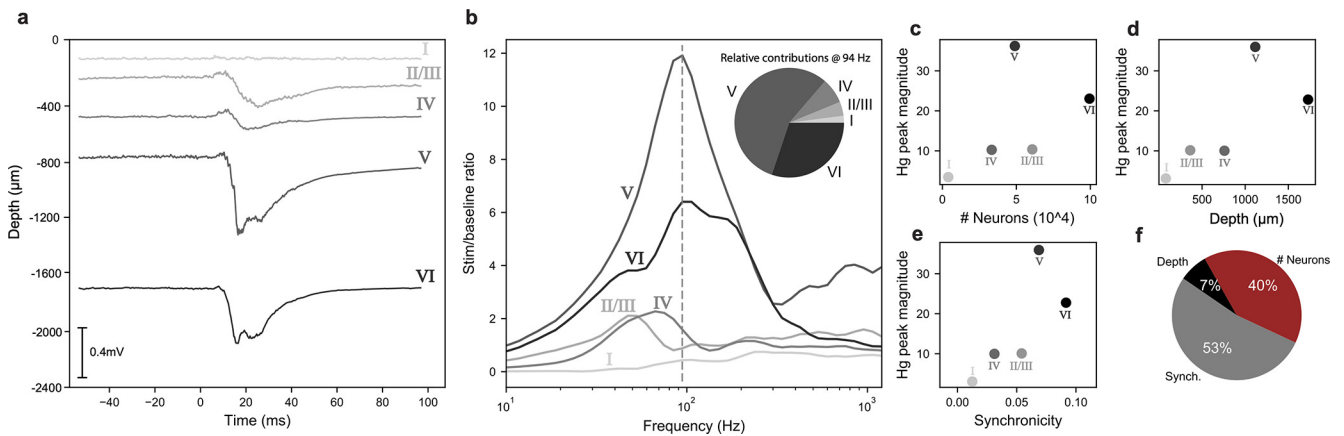 a
0
-400
-800
-1200
-1600
-2000
-2400
Depth (μm)
I
II/III
IV
V
VI
0.4mV
-40
-20
0
20
40
60
80
100
Time (ms)
b
12
10
8
6
4
2
0
Stim/baseline ratio
Relative contributions @ 94 Hz
V
IV
II/III
I
VI
V
VI
II/III
IV
I
10^1
10^2
10^3
Frequency (Hz)
c
Hg peak magnitude
30
20
10
V
VI
IV
II/III
I
0
5
10
# Neurons (10^4)
d
Hg peak magnitude
30
20
10
V
VI
II/III
IV
I
0
500
1000
1500
Depth (μm)
e
Hg peak magnitude
30
20
10
V
VI
IV
II/III
I
0.00
0.05
0.10
Synchronicity
f
Depth
# Neurons
7%
40%
53%
Synch.